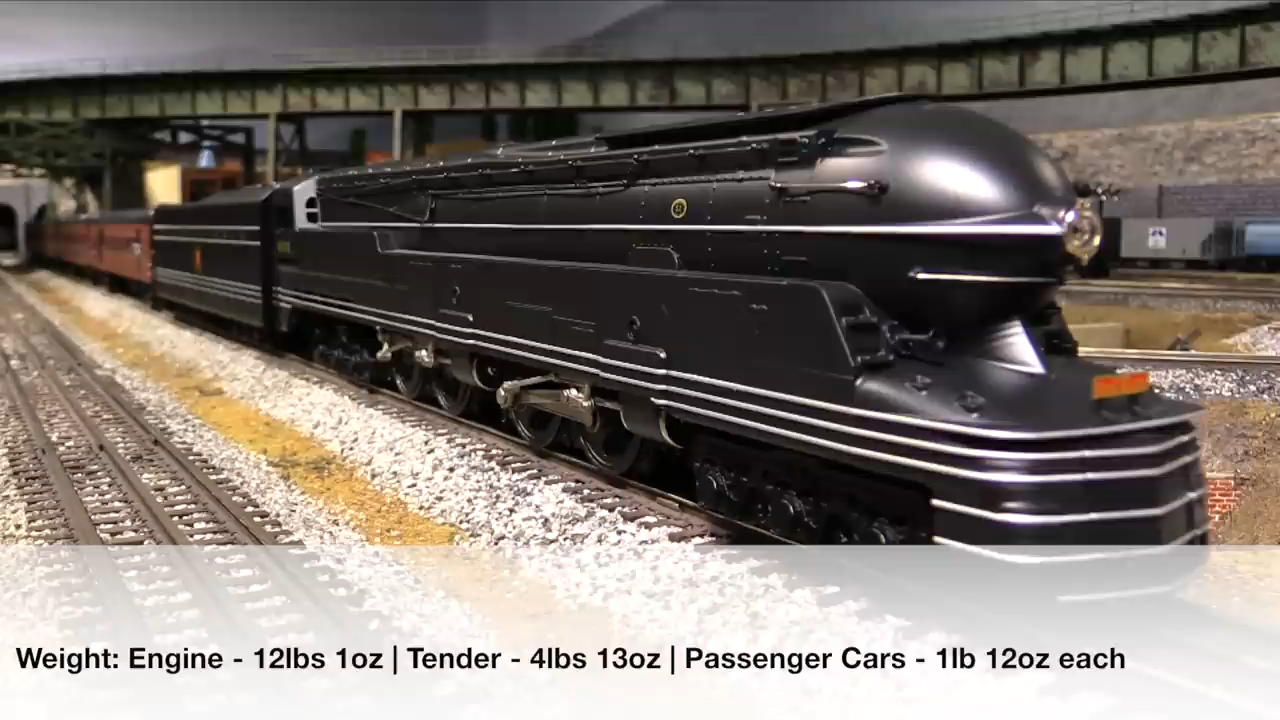 Weight: Engine - 12lbs 1oz | Tender - 4lbs 13oz | Passenger Cars - 1lb 12oz each